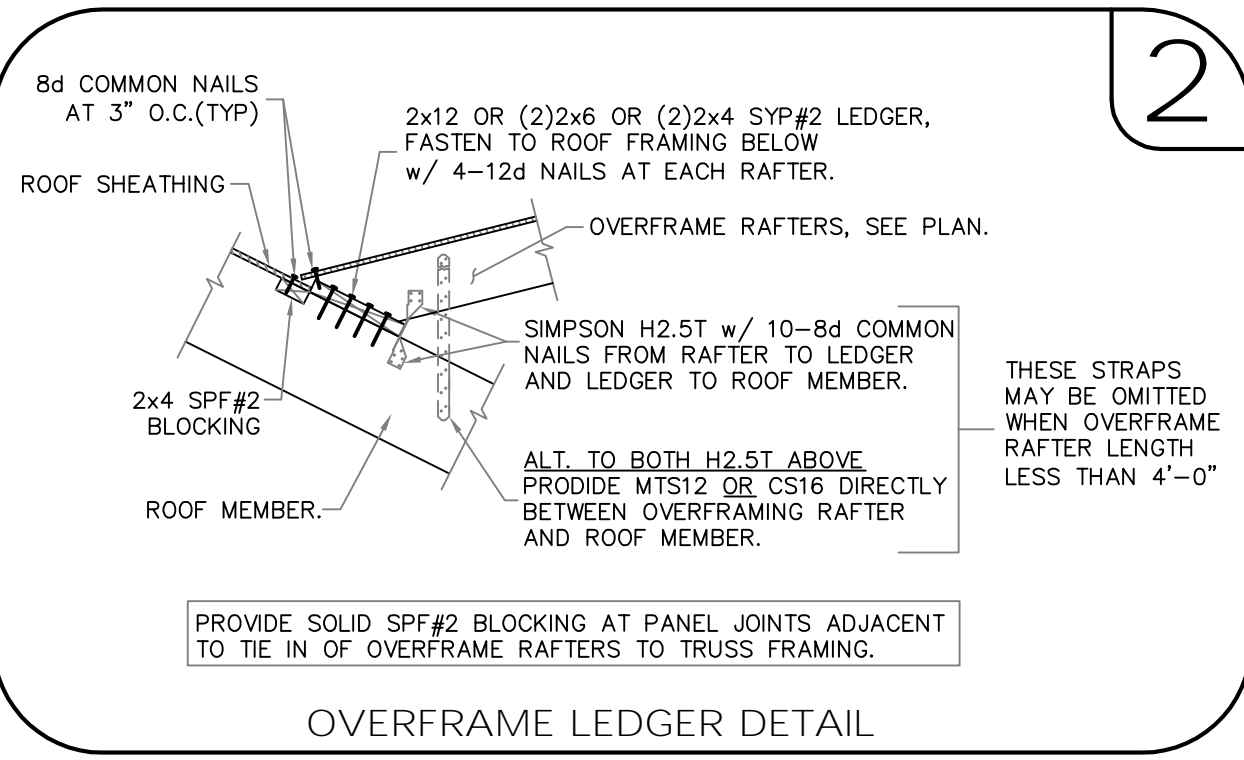 2
8d COMMON NAILS
AT 3" O.C.(TYP)
ROOF SHEATHING
2x12 OR (2)2x6 OR (2)2x4 SYP#2 LEDGER,
FASTEN TO ROOF FRAMING BELOW
w/ 4-12d NAILS AT EACH RAFTER.
OVERFRAME RAFTERS, SEE PLAN.
SIMPSON H2.5T w/ 10-8d COMMON
NAILS FROM RAFTER TO LEDGER
AND LEDGER TO ROOF MEMBER.
THESE STRAPS
MAY BE OMITTED
WHEN OVERFRAME
RAFTER LENGTH
LESS THAN 4'-0"
2x4 SPF#2
BLOCKING
ALT. TO BOTH H2.5T ABOVE
PRODIDE MTS12 OR CS16 DIRECTLY
BETWEEN OVERFRAMING RAFTER
AND ROOF MEMBER.
ROOF MEMBER.
PROVIDE SOLID SPF#2 BLOCKING AT PANEL JOINTS ADJACENT
TO TIE IN OF OVERFRAME RAFTERS TO TRUSS FRAMING.
OVERFRAME LEDGER DETAIL